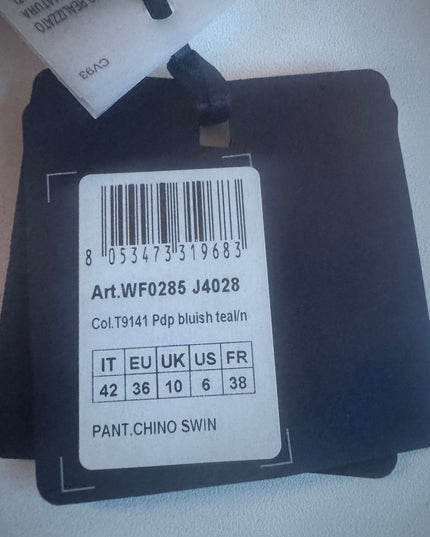 REALIZZATO
CV93
8 053473 319683
Art.WF0285 J4028
Col.T9141 Pdp bluish teal/n
IT EU UK US FR
42 36 10 6 38
PANT.CHINO SWIN